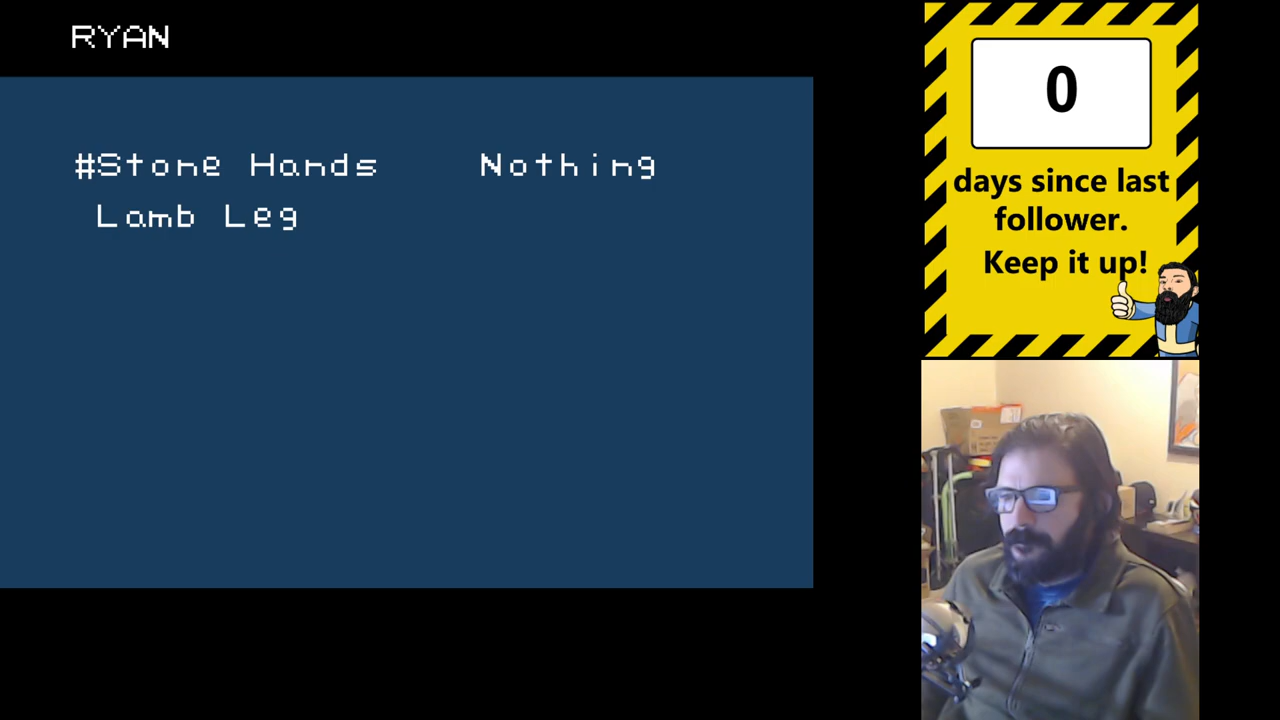 RYAN
#Stone Hands Nothing
Lamb Leg
0
days since last
follower.
Keep it up!